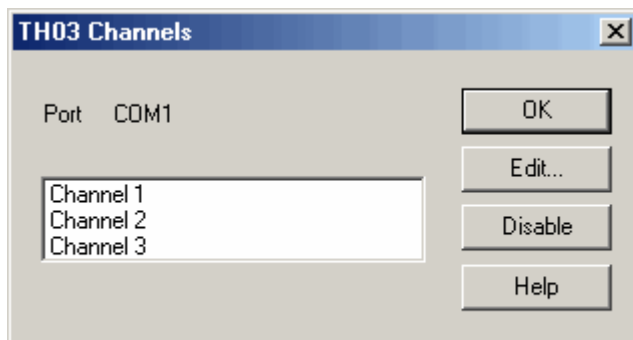 TH03 Channels
Port COM1
Channel 1
Channel 2
Channel 3
OK
Edit...
Disable
Help